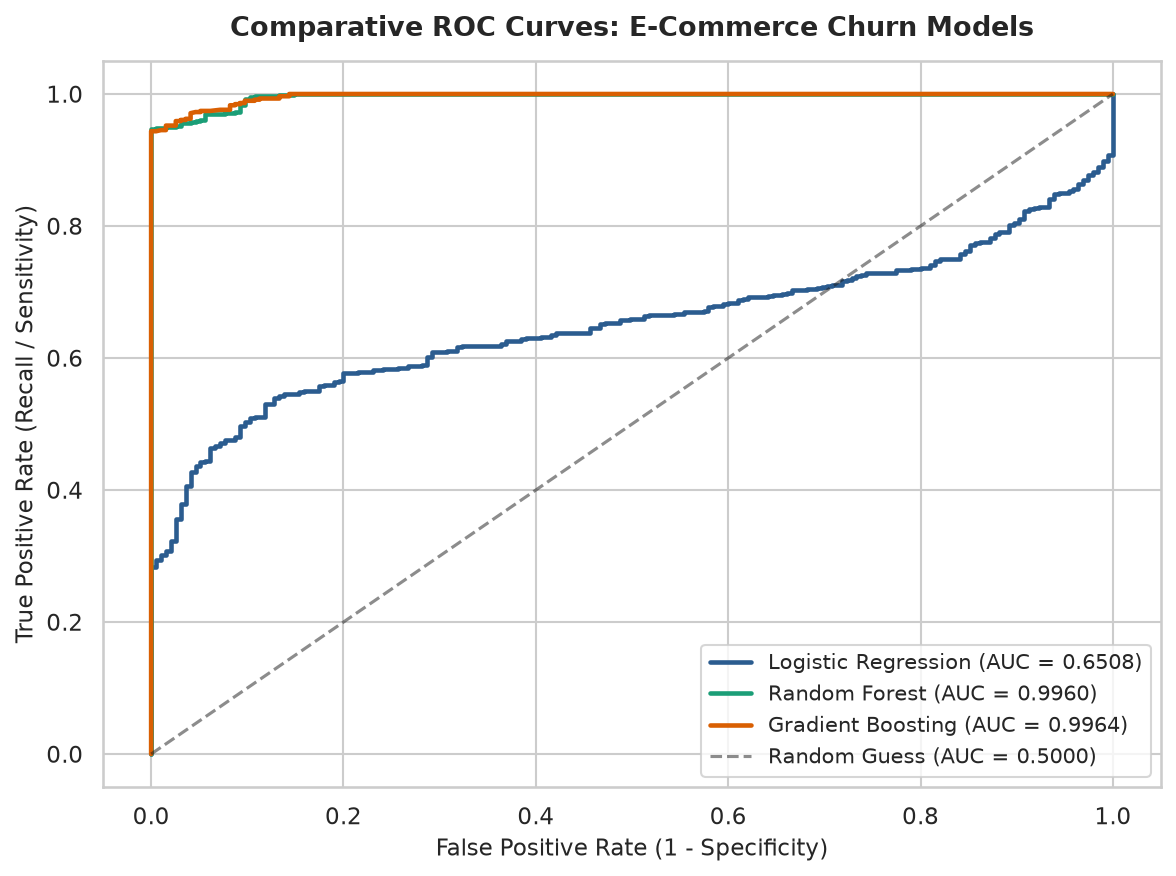 Comparative ROC Curves: E-Commerce Churn Models
True Positive Rate (Recall / Sensitivity)
1.0
0.8
0.6
0.4
0.2
0.0
Logistic Regression (AUC = 0.6508)
Random Forest (AUC = 0.9960)
Gradient Boosting (AUC = 0.9964)
Random Guess (AUC = 0.5000)
0.0 0.2 0.4 0.6 0.8 1.0
False Positive Rate (1 - Specificity)